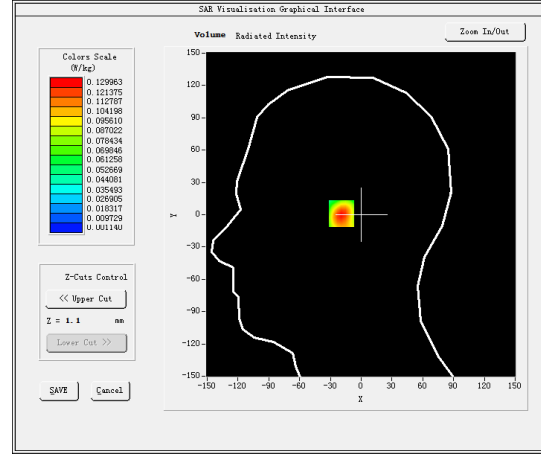 SAR Visualisation Graphical Interface
Volume Radiated Intensity
Zoom In/Out
Colors Scale
(W/kg)
0.129963
0.121375
0.112787
0.104198
0.095610
0.087022
0.078434
0.069846
0.061258
0.052669
0.044081
0.035493
0.026905
0.018317
0.009729
0.001140
Z-Cuts Control
<< Upper Cut
Z = 1.1 mm
Lower Cut >>
SAVE Cancel
150
120
90
60
30
0
-30
-60
-90
-120
-150
Y
-150 -120 -90 -60 -30 0 30 60 90 120 150
X